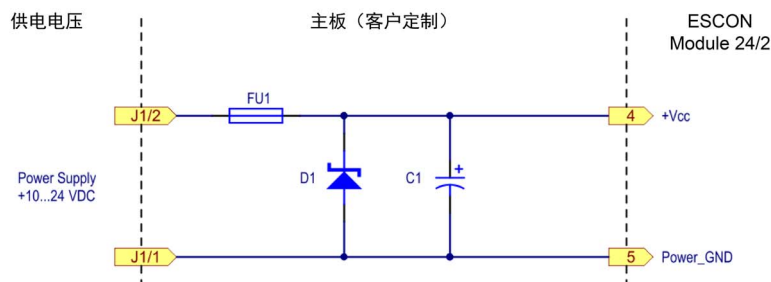 供电电压
主板（客户定制）
ESCON
Module 24/2
FU1
J1/2
4
+Vcc
Power Supply
+10...24 VDC
D1
C1
+
J1/1
5
Power_GND